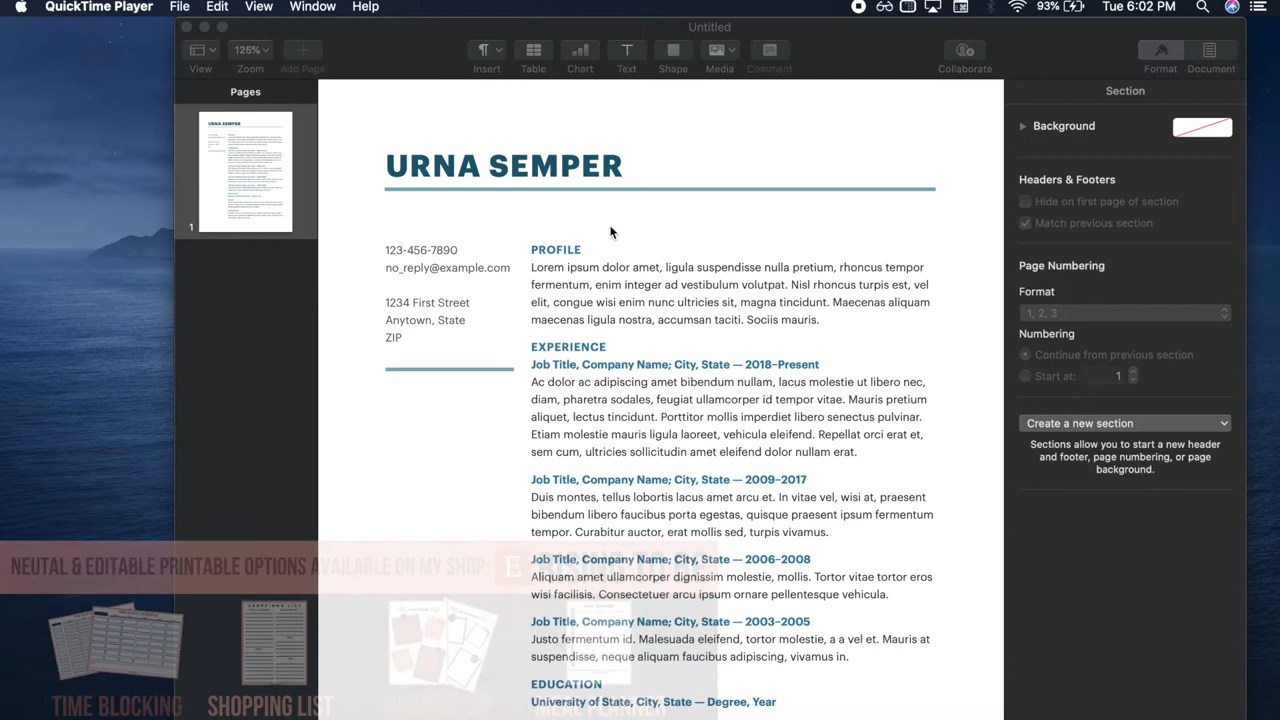 QuickTime Player File Edit View Window Help 93% Tue 6:02 PM
Untitled
125%
View Zoom Add Page Insert Table Chart Text Shape Media Comment Collaborate Format Document
Pages
Section
1
URNA SEMPER
123-456-7890
no_reply@example.com
1234 First Street
Anytown, State
ZIP
PROFILE
Lorem ipsum dolor amet, ligula suspendisse nulla pretium, rhoncus tempor
fermentum, enim integer ad vestibulum volutpat. Nisl rhoncus turpis est, vel
elit, congue wisi enim nunc ultricies sit, magna tincidunt. Maecenas aliquam
maecenas ligula nostra, accumsan taciti. Sociis mauris.
EXPERIENCE
Job Title, Company Name; City, State — 2018–Present
Ac dolor ac adipiscing amet bibendum nullam, lacus molestie ut libero nec,
diam, pharetra sodales, feugiat ullamcorper id tempor vitae. Mauris pretium
aliquet, lectus tincidunt. Porttitor mollis imperdiet libero senectus pulvinar.
Etiam molestie mauris ligula laoreet, vehicula eleifend. Repellat orci erat et,
sem cum, ultricies sollicitudin amet eleifend dolor nullam erat.
Job Title, Company Name; City, State — 2009–2017
Duis montes, tellus lobortis lacus amet arcu et. In vitae vel, wisi at, praesent
bibendum libero faucibus porta egestas, quisque praesent ipsum fermentum
tempor. Curabitur auctor, erat mollis sed, turpis vivamus.
Job Title, Company Name; City, State — 2006–2008
Aliquam amet ullamcorper dignissim molestie, mollis. Tortor vitae tortor eros
wisi facilisis. Consectetuer arcu ipsum ornare pellentesque vehicula.
Job Title, Company Name; City, State — 2003–2005
Justo fermentum id. Malesuada eleifend, tortor molestie, a a vel et. Mauris at
suspendisse, neque aliquam faucibus adipiscing, vivamus in.
EDUCATION
University of State, City, State — Degree, Year
Background
Headers & Footers
Hide on first page of section
Match previous section
Page Numbering
Format
1, 2, 3
Numbering
Continue from previous section
Start at: 1
Create a new section
Sections allow you to start a new header
and footer, page numbering, or page
background.
NEUTAL & EDITABLE PRINTABLE OPTIONS AVAILABLE ON MY SHOP E
TIME BLOCKING SHOPPING LIST